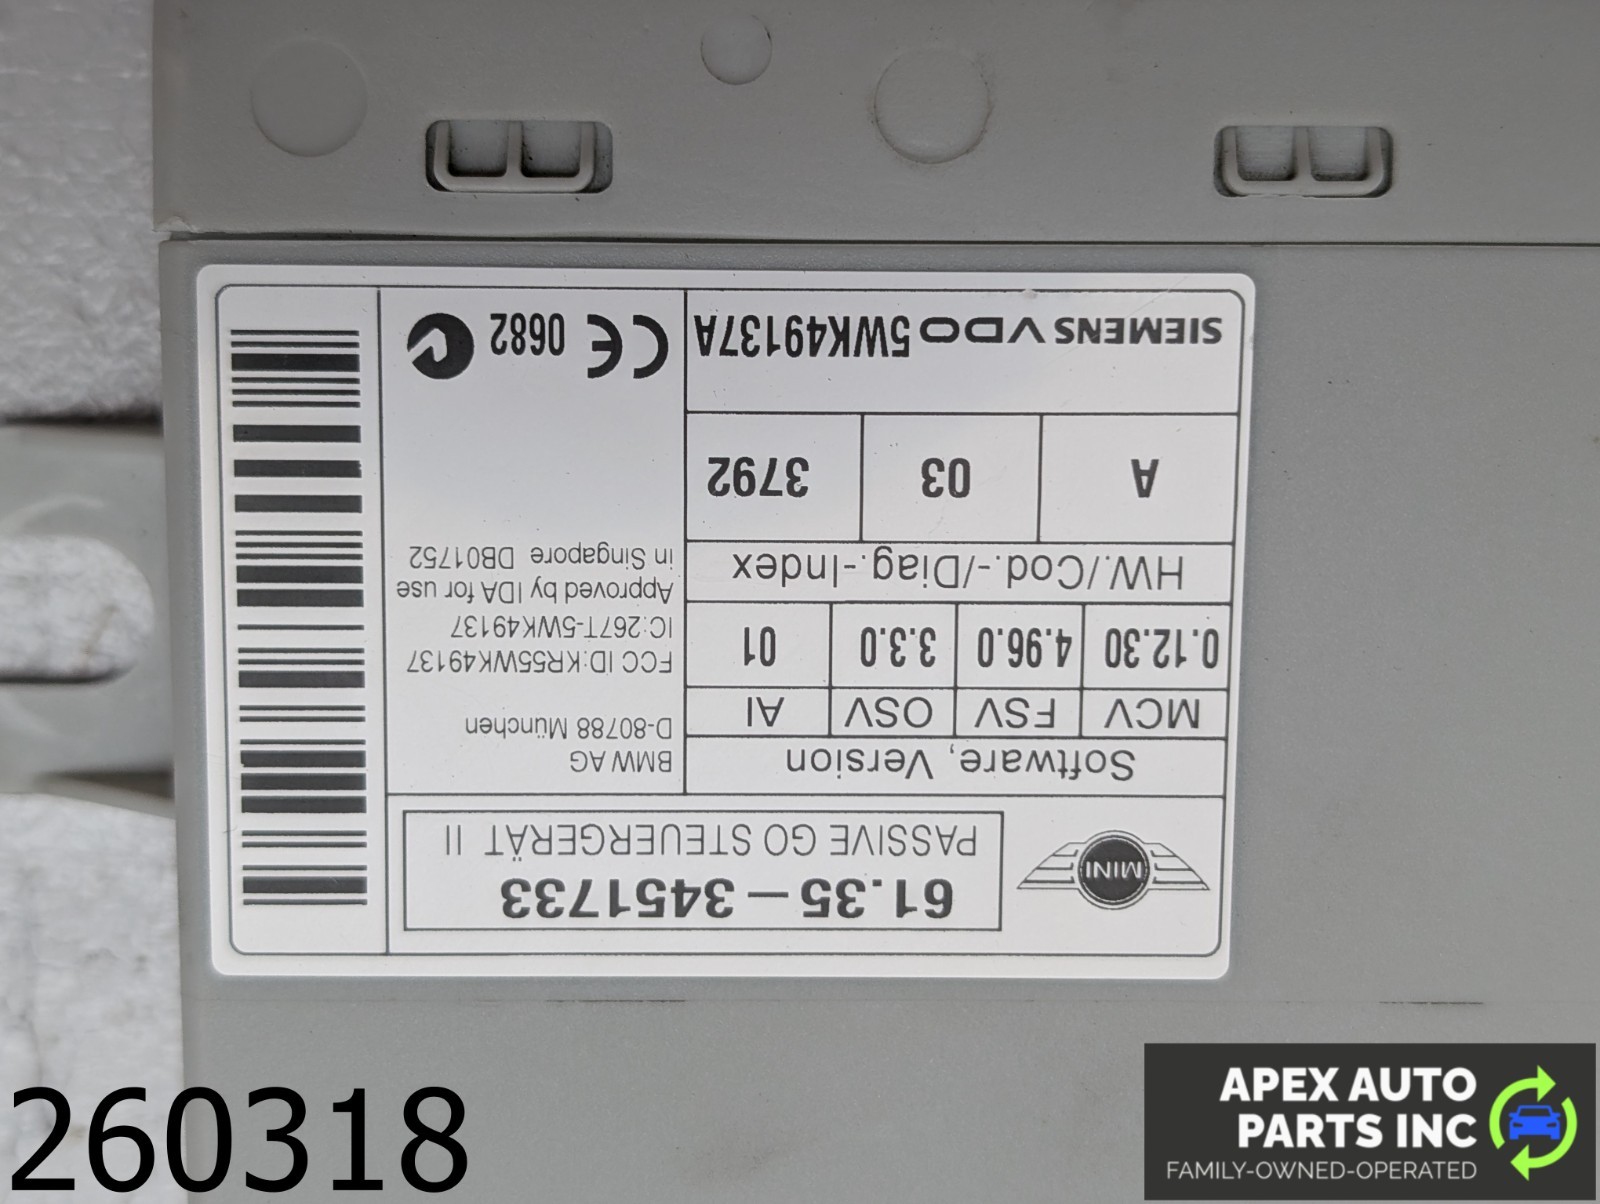 MINI
61.35 – 3451733
PASSIVE GO STEUERGERÄT II
Software, Version
MCV FSV OSV AI
0.12.30 4.96.0 3.3.0 01
HW./Cod.-/Diag.-Index
A 03 3792
SIEMENS VDO 5WK49137A
BMW AG
D-80788 München
FCC ID:KR55WK49137
IC:267T-5WK49137
Approved by IDA for use
in Singapore DB01752
CE 0682
260318
APEX AUTO
PARTS INC
FAMILY-OWNED-OPERATED